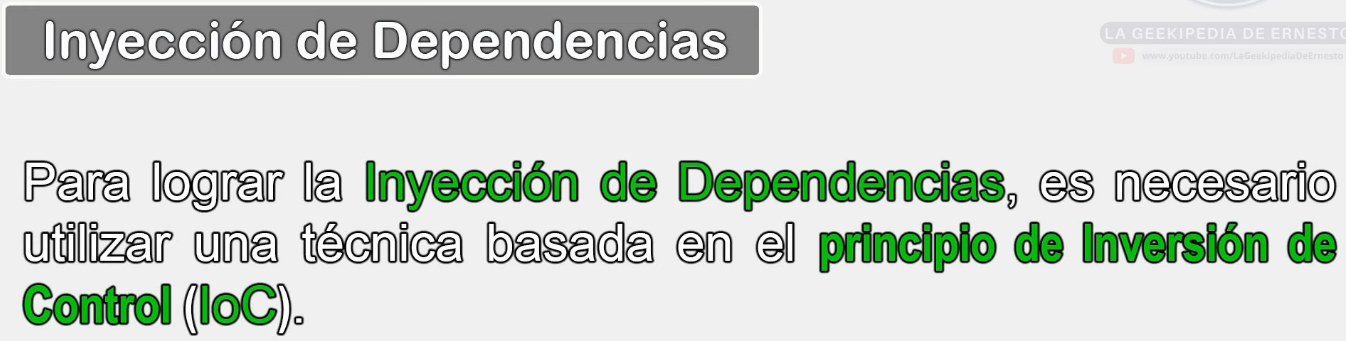 Inyección de Dependencias
LA GEEKIPEDIA DE ERNESTO
www.youtube.com/LaGeekipediaDeErnesto
Para lograr la Inyección de Dependencias, es necesario
utilizar una técnica basada en el principio de Inversión de
Control (IoC).